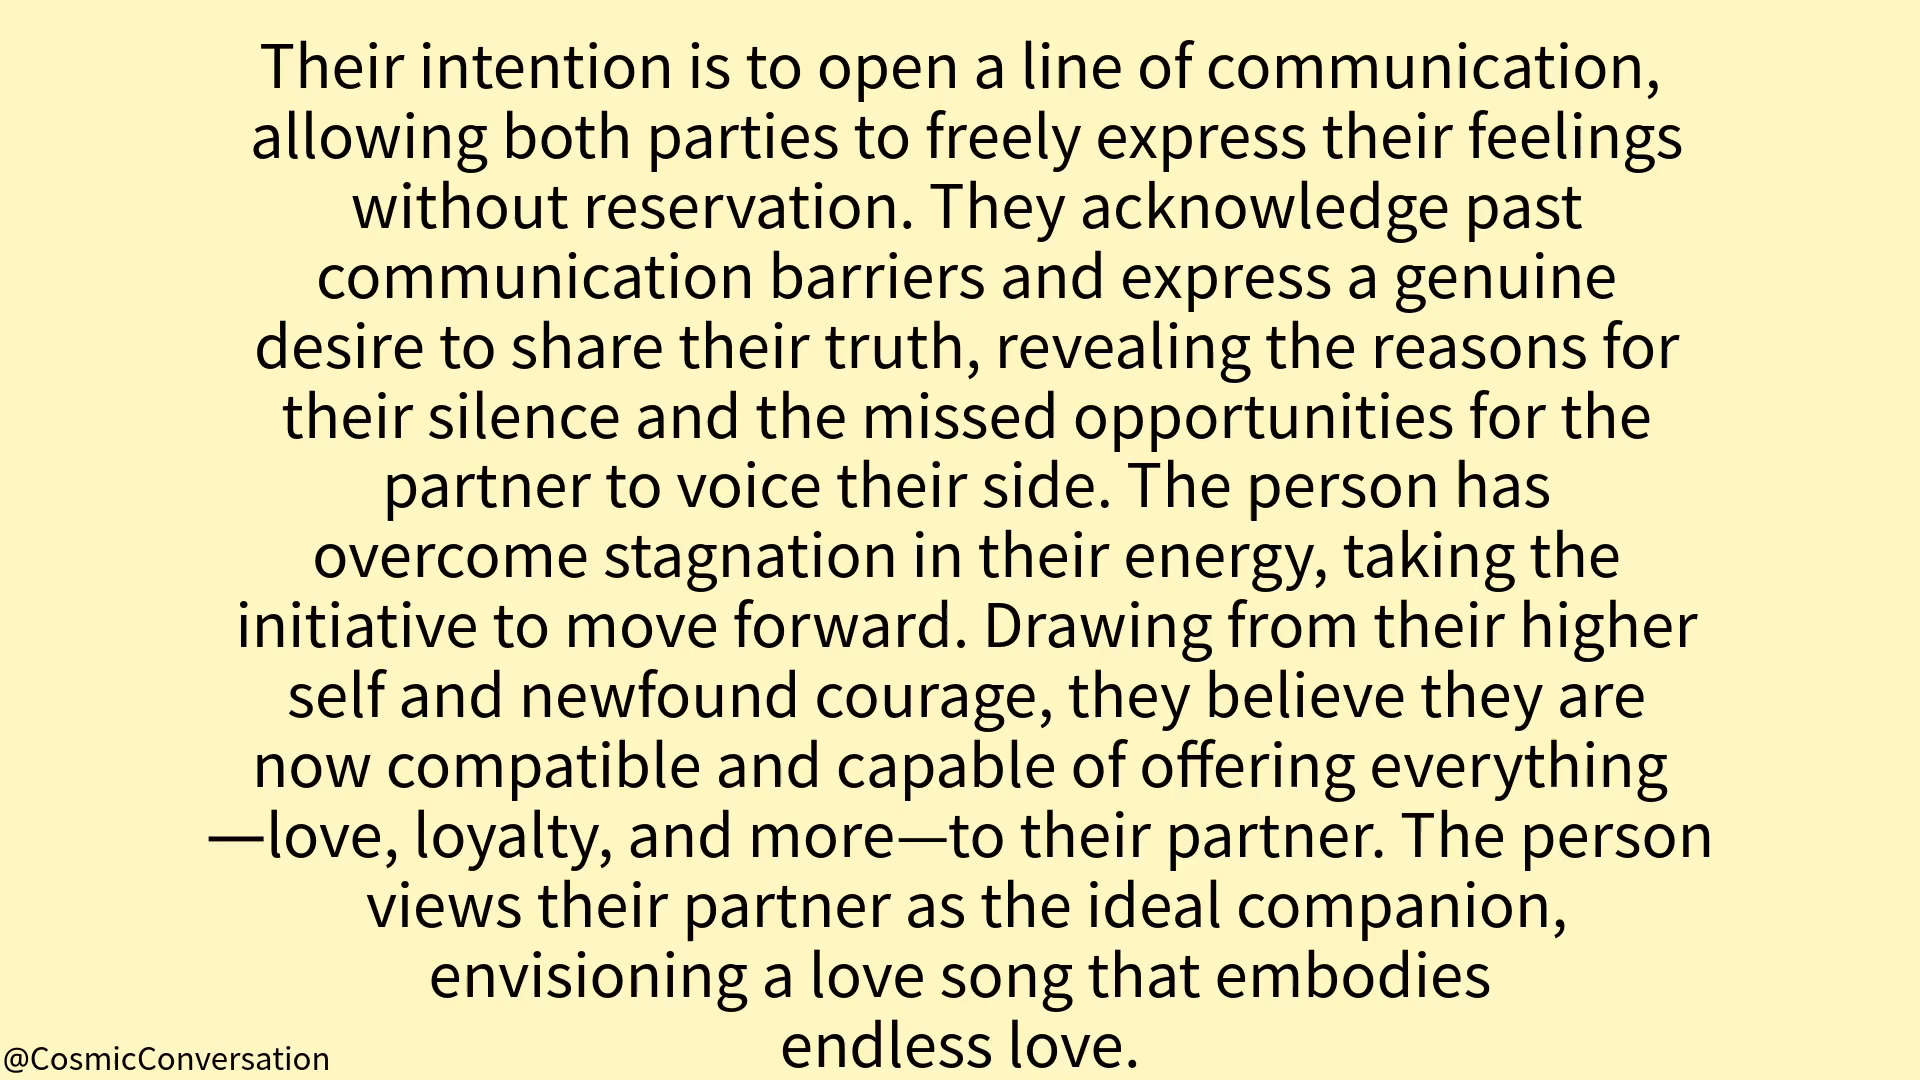 Their intention is to open a line of communication,
allowing both parties to freely express their feelings
without reservation. They acknowledge past
communication barriers and express a genuine
desire to share their truth, revealing the reasons for
their silence and the missed opportunities for the
partner to voice their side. The person has
overcome stagnation in their energy, taking the
initiative to move forward. Drawing from their higher
self and newfound courage, they believe they are
now compatible and capable of offering everything
—love, loyalty, and more—to their partner. The person
views their partner as the ideal companion,
envisioning a love song that embodies
endless love.
@CosmicConversation